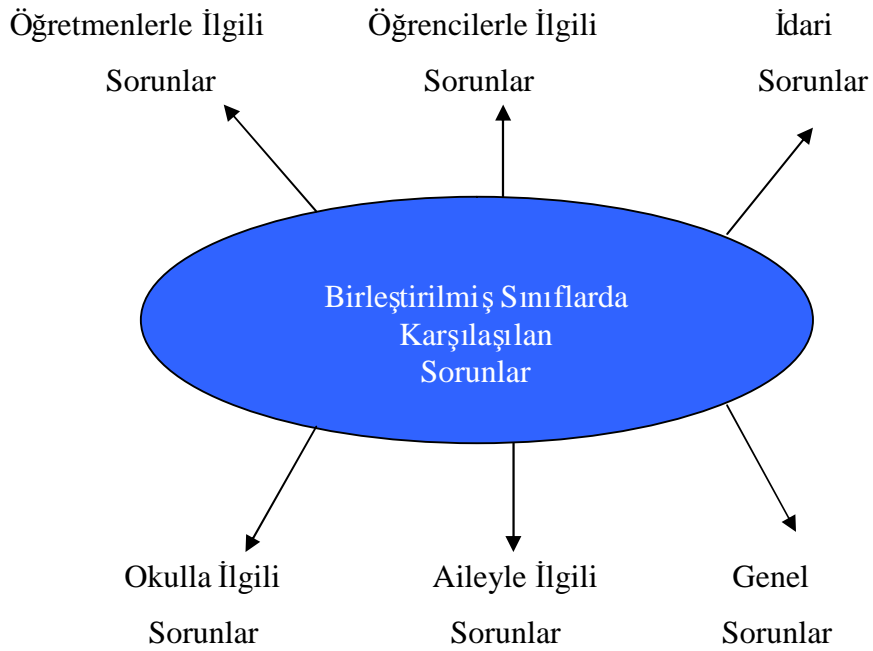 Öğretmenlerle İlgili
Sorunlar
Öğrencilerle İlgili
Sorunlar
İdari
Sorunlar
Birleştirilmiş Sınıflarda
Karşılaşılan
Sorunlar
Okulla İlgili
Sorunlar
Aileyle İlgili
Sorunlar
Genel
Sorunlar